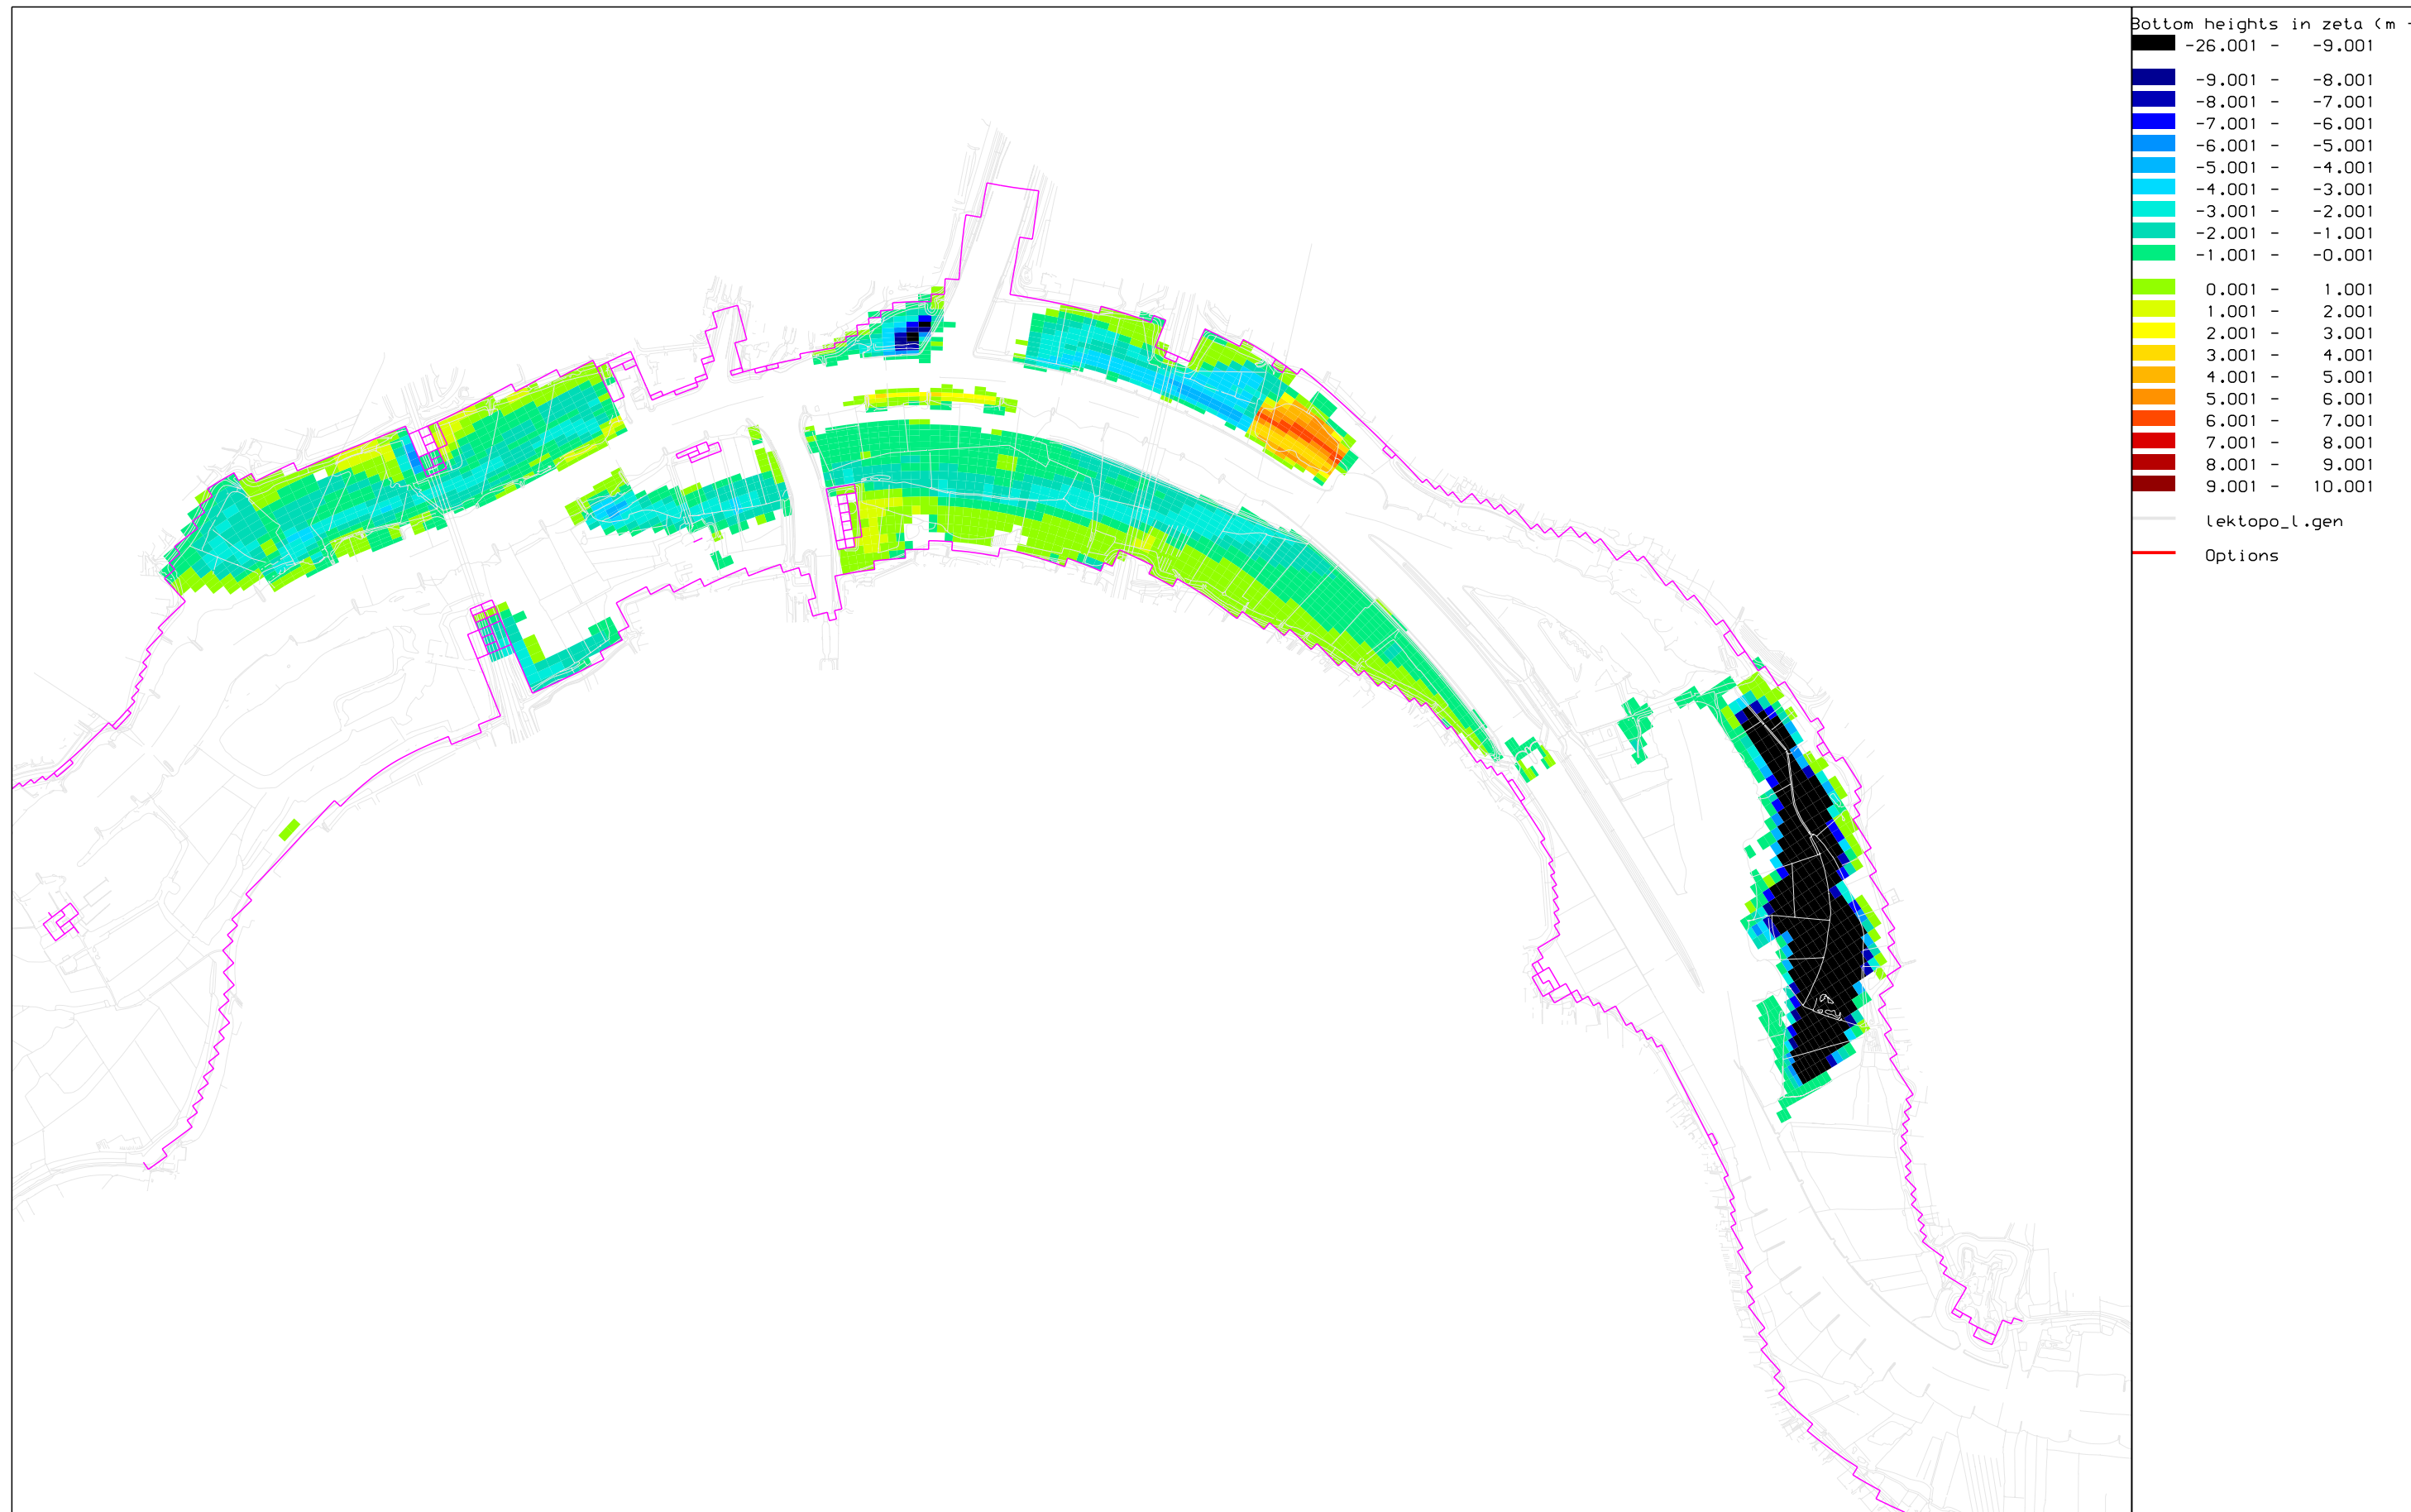 Bottom heights in zeta (m -
-26.001 - -9.001
-9.001 - -8.001
-8.001 - -7.001
-7.001 - -6.001
-6.001 - -5.001
-5.001 - -4.001
-4.001 - -3.001
-3.001 - -2.001
-2.001 - -1.001
-1.001 - -0.001
0.001 - 1.001
1.001 - 2.001
2.001 - 3.001
3.001 - 4.001
4.001 - 5.001
5.001 - 6.001
6.001 - 7.001
7.001 - 8.001
8.001 - 9.001
9.001 - 10.001
lektopo_l.gen
Options